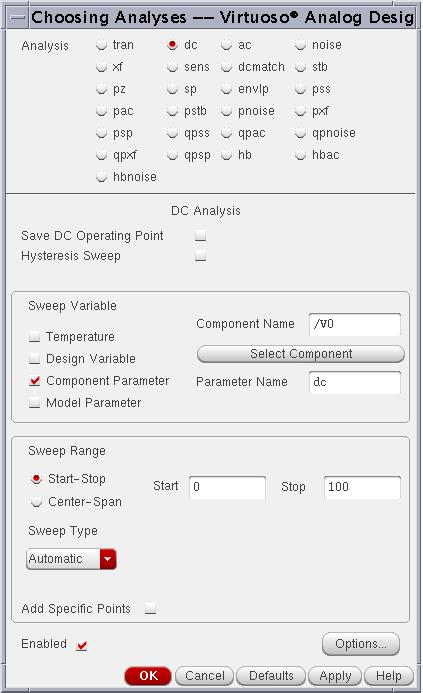 Choosing Analyses -- Virtuoso® Analog Desig
Analysis tran dc ac noise
xf sens dcmatch stb
pz sp envlp pss
pac pstb pnoise pxf
psp qpss qpac qpnoise
qpxf qpsp hb hbac
hbnoise
DC Analysis
Save DC Operating Point
Hysteresis Sweep
Sweep Variable
Temperature
Design Variable
Component Parameter
Model Parameter
Component Name /V0
Select Component
Parameter Name dc
Sweep Range
Start-Stop
Center-Span
Start 0 Stop 100
Sweep Type
Automatic
Add Specific Points
Enabled Options...
OK Cancel Defaults Apply Help